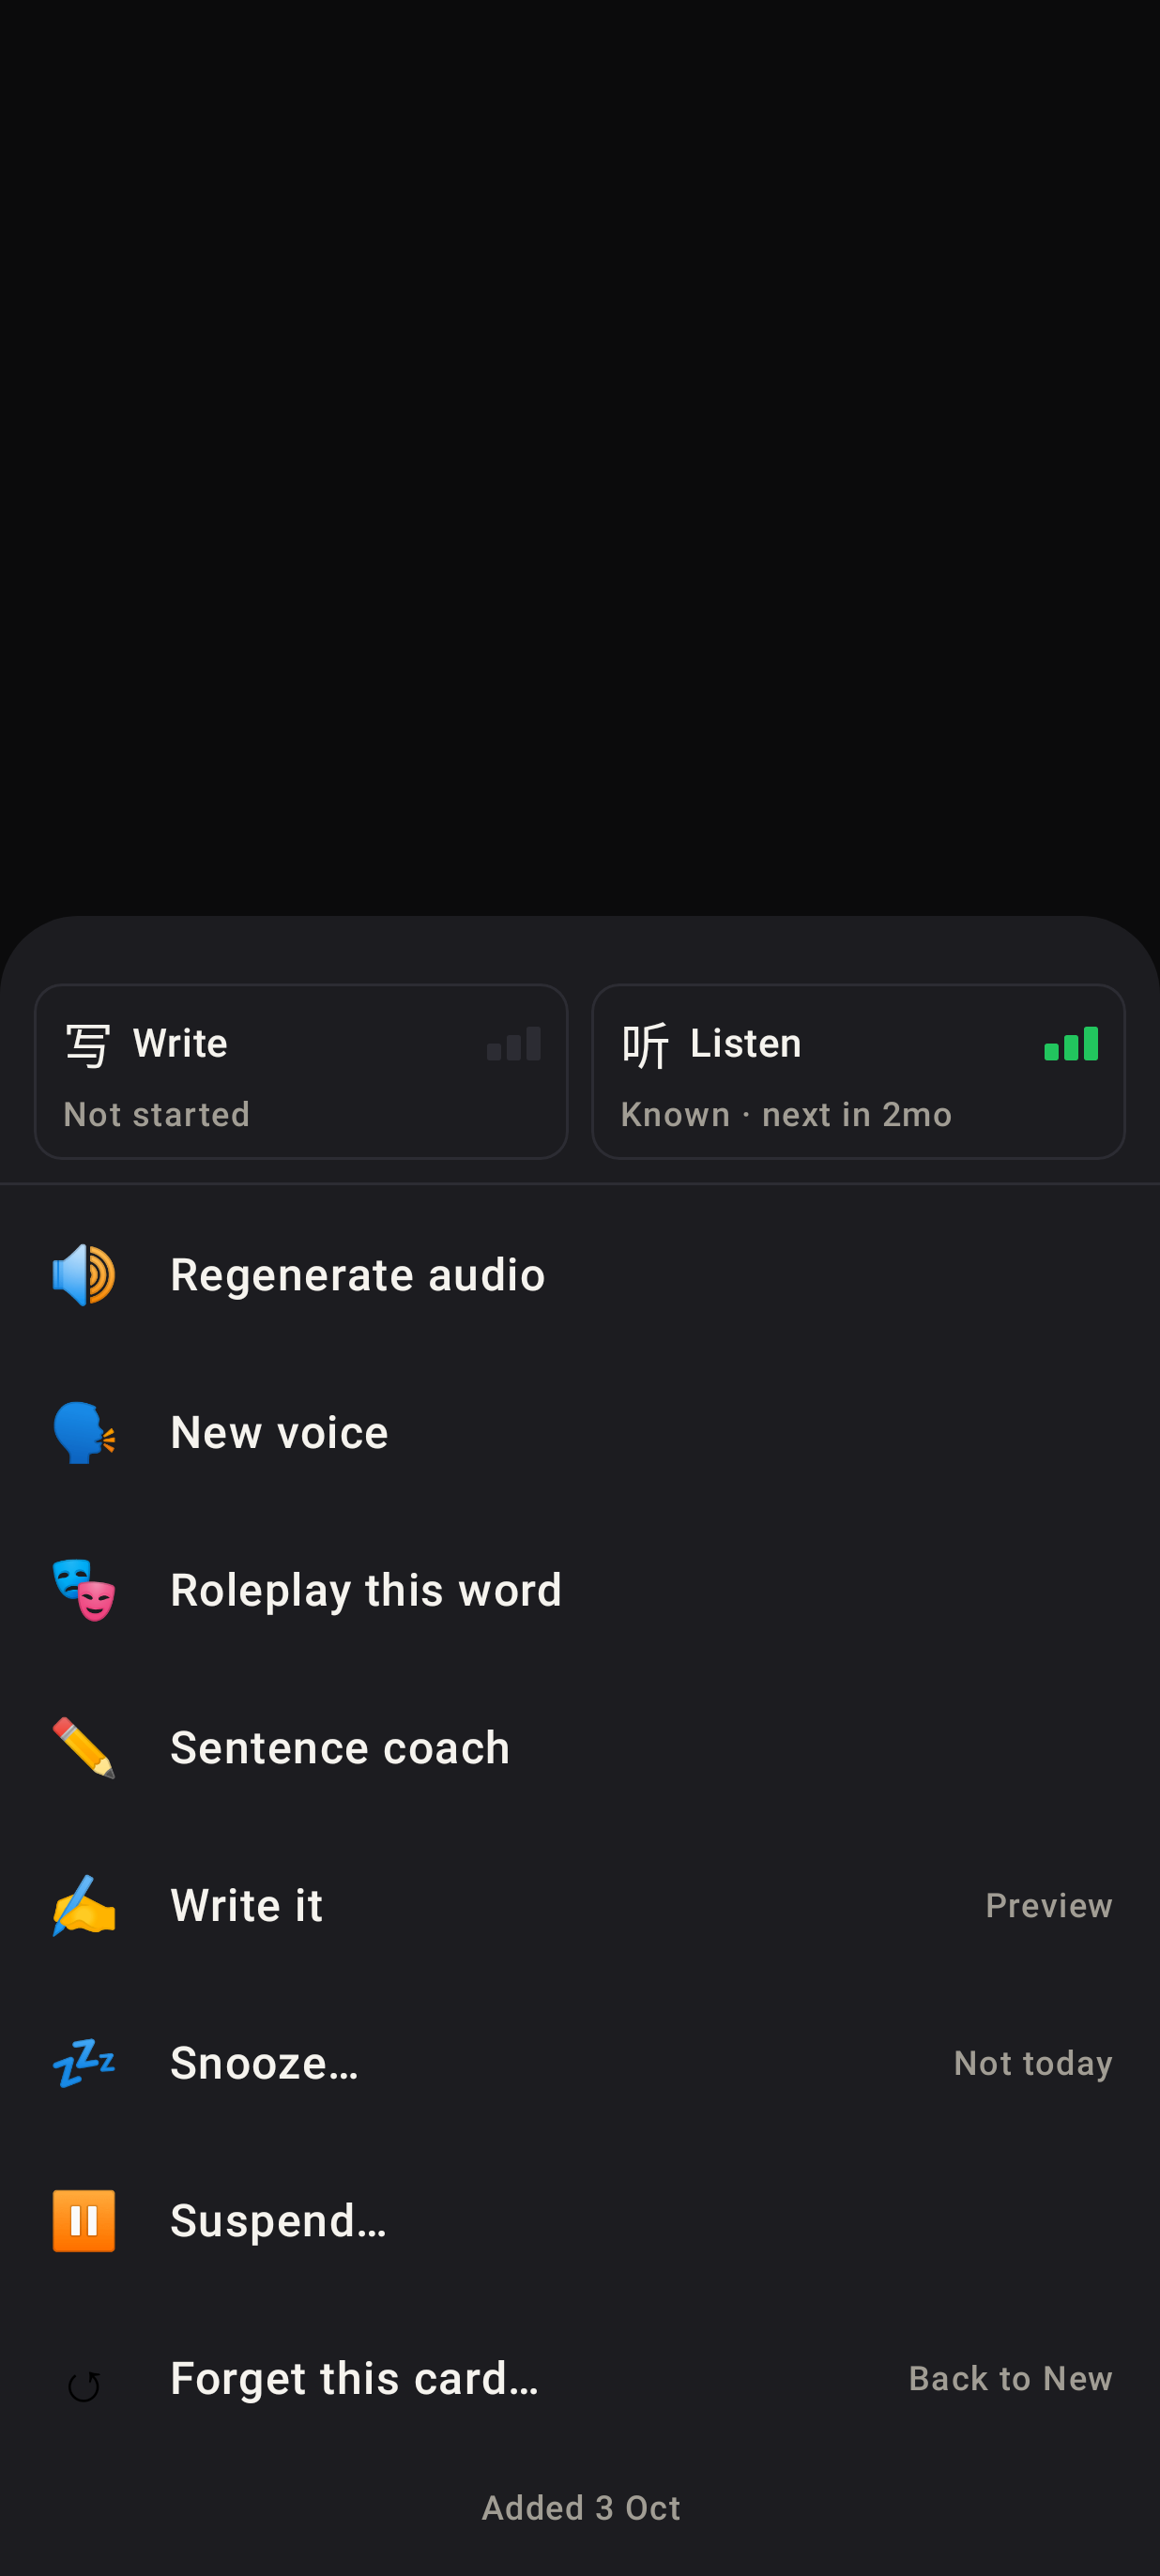 写 Write
Not started
听 Listen
Known · next in 2mo
Regenerate audio
New voice
Roleplay this word
Sentence coach
Write it
Preview
Snooze…
Not today
Suspend…
Forget this card…
Back to New
Added 3 Oct